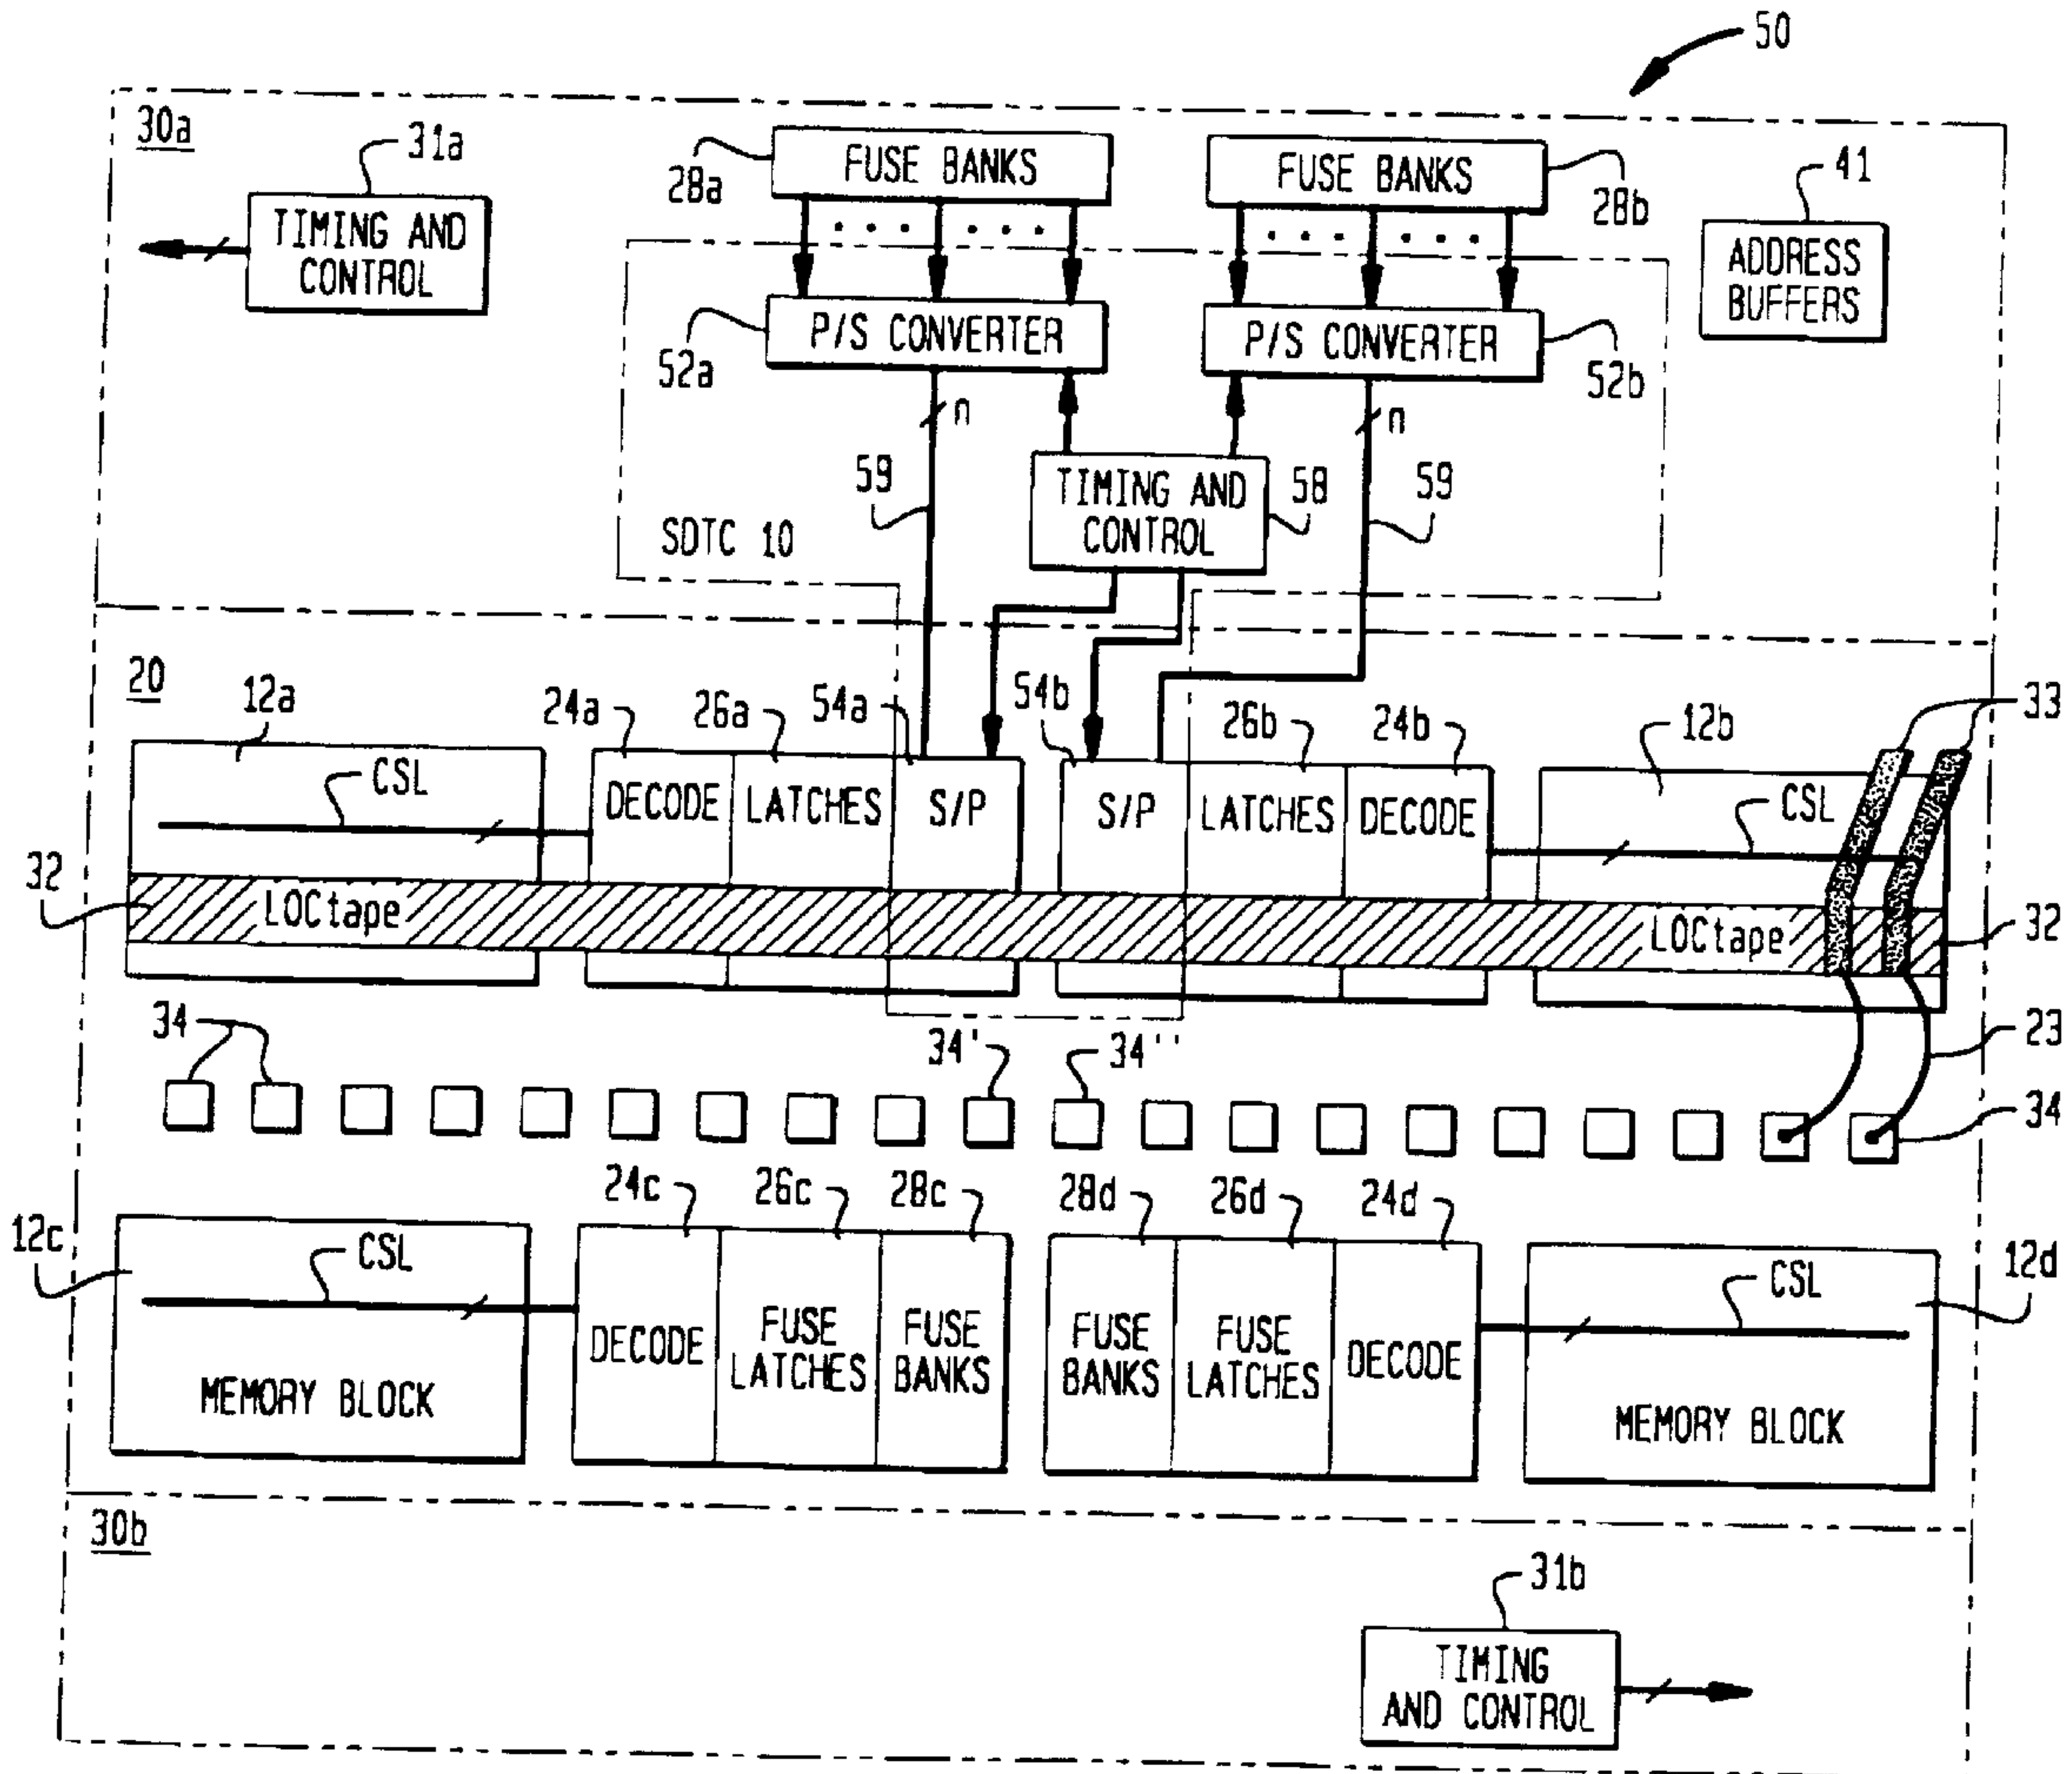 50
30a
31a
TIMING AND
CONTROL
28a
FUSE BANKS
FUSE BANKS
28b
41
ADDRESS
BUFFERS
P/S CONVERTER
52a
P/S CONVERTER
52b
n
n
59
TIMING AND
CONTROL
58
59
SDTC 10
20
12a
24a
26a
54a
54b
26b
24b
12b
33
CSL
DECODE
LATCHES
S/P
S/P
LATCHES
DECODE
CSL
32
LOCtape
LOCtape
32
34
34'
34''
23
34
24c
26c
28c
28d
26d
24d
12c
CSL
MEMORY BLOCK
DECODE
FUSE
LATCHES
FUSE
BANKS
FUSE
BANKS
FUSE
LATCHES
DECODE
CSL
MEMORY BLOCK
12d
30b
31b
TIMING
AND CONTROL